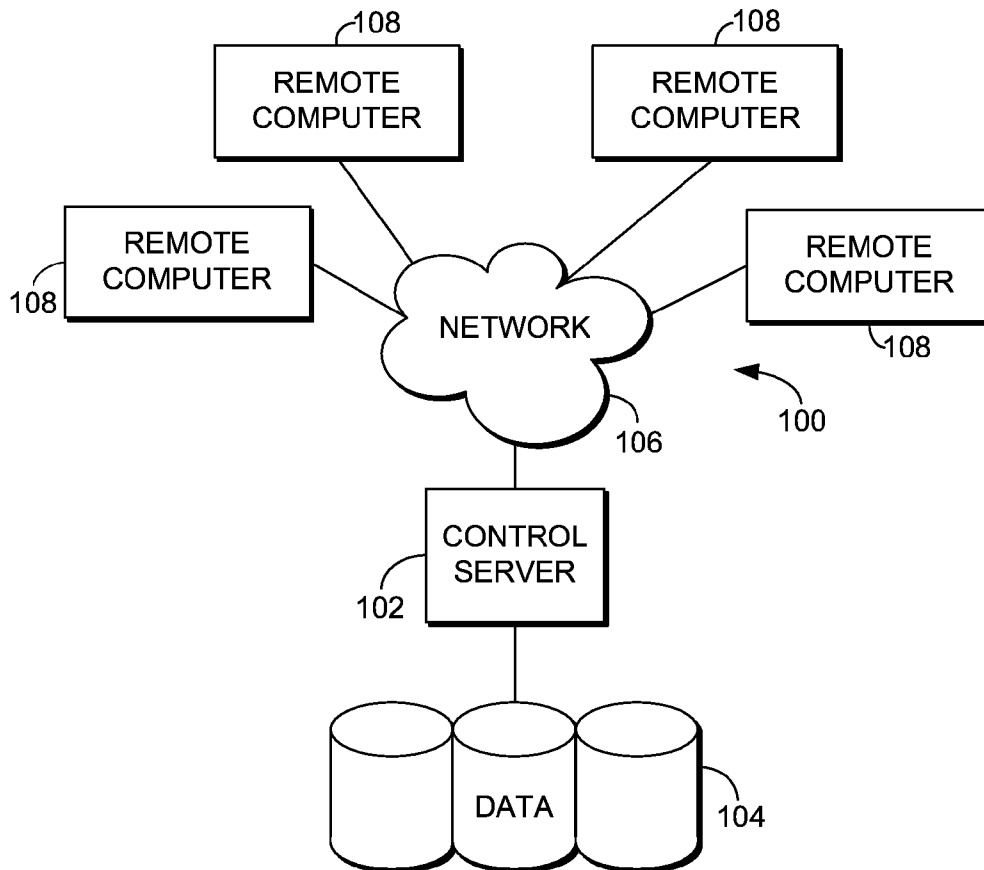 108
REMOTE
COMPUTER
108
REMOTE
COMPUTER
REMOTE
COMPUTER
108
REMOTE
COMPUTER
108
NETWORK
106
100
CONTROL
SERVER
102
DATA
104